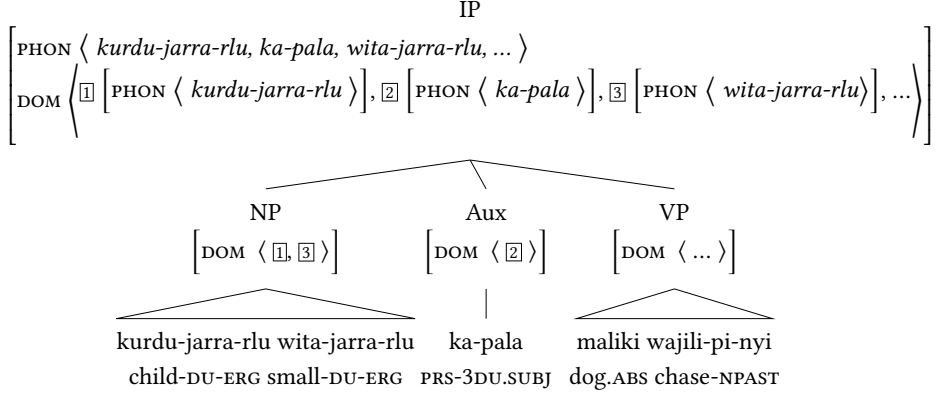 IP
PHON ⟨ kurdu-jarra-rlu, ka-pala, wita-jarra-rlu, … ⟩
DOM ⟨ 1 [PHON ⟨ kurdu-jarra-rlu ⟩], 2 [PHON ⟨ ka-pala ⟩], 3 [PHON ⟨ wita-jarra-rlu⟩], … ⟩
NP Aux VP
[DOM ⟨ 1, 3 ⟩] [DOM ⟨ 2 ⟩] [DOM ⟨ … ⟩]
kurdu-jarra-rlu wita-jarra-rlu ka-pala maliki wajili-pi-nyi
child-DU-ERG small-DU-ERG PRS-3DU.SUBJ dog.ABS chase-NPAST